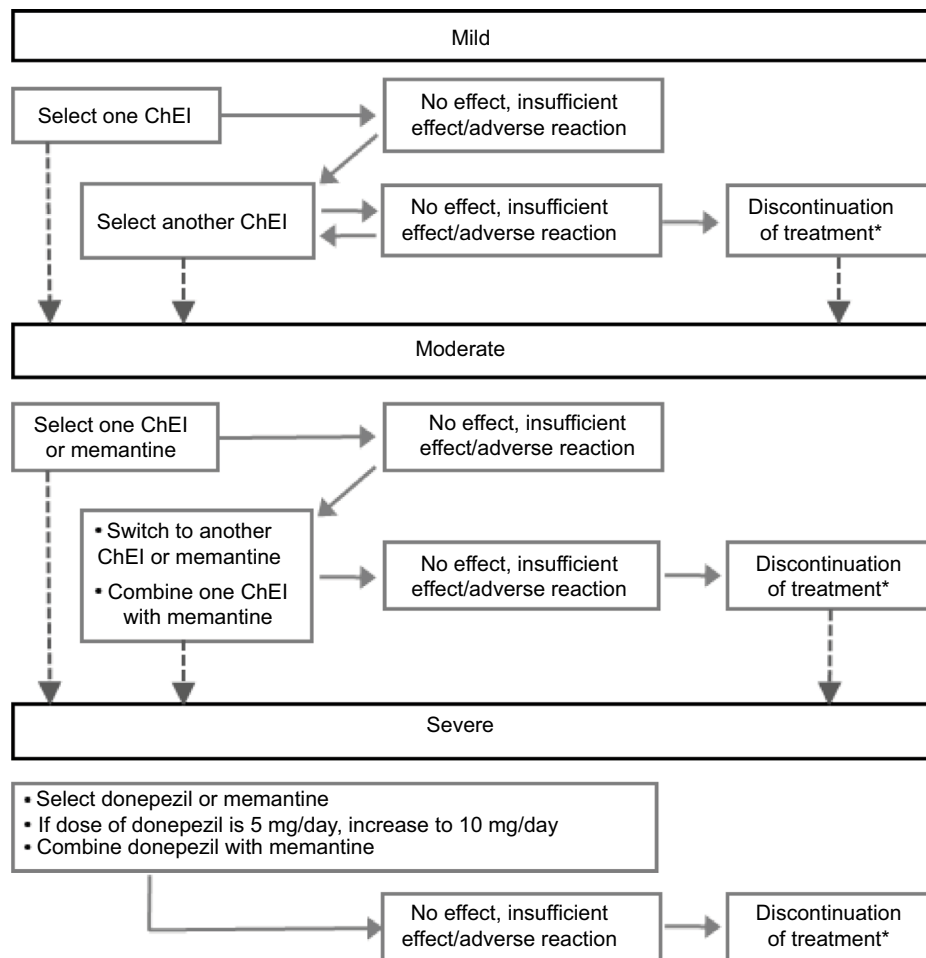 Mild
Select one ChEI
No effect, insufficient
effect/adverse reaction
Select another ChEI
No effect, insufficient
effect/adverse reaction
Discontinuation
of treatment*
Moderate
Select one ChEI
or memantine
No effect, insufficient
effect/adverse reaction
• Switch to another
ChEI or memantine
• Combine one ChEI
with memantine
No effect, insufficient
effect/adverse reaction
Discontinuation
of treatment*
Severe
• Select donepezil or memantine
• If dose of donepezil is 5 mg/day, increase to 10 mg/day
• Combine donepezil with memantine
No effect, insufficient
effect/adverse reaction
Discontinuation
of treatment*